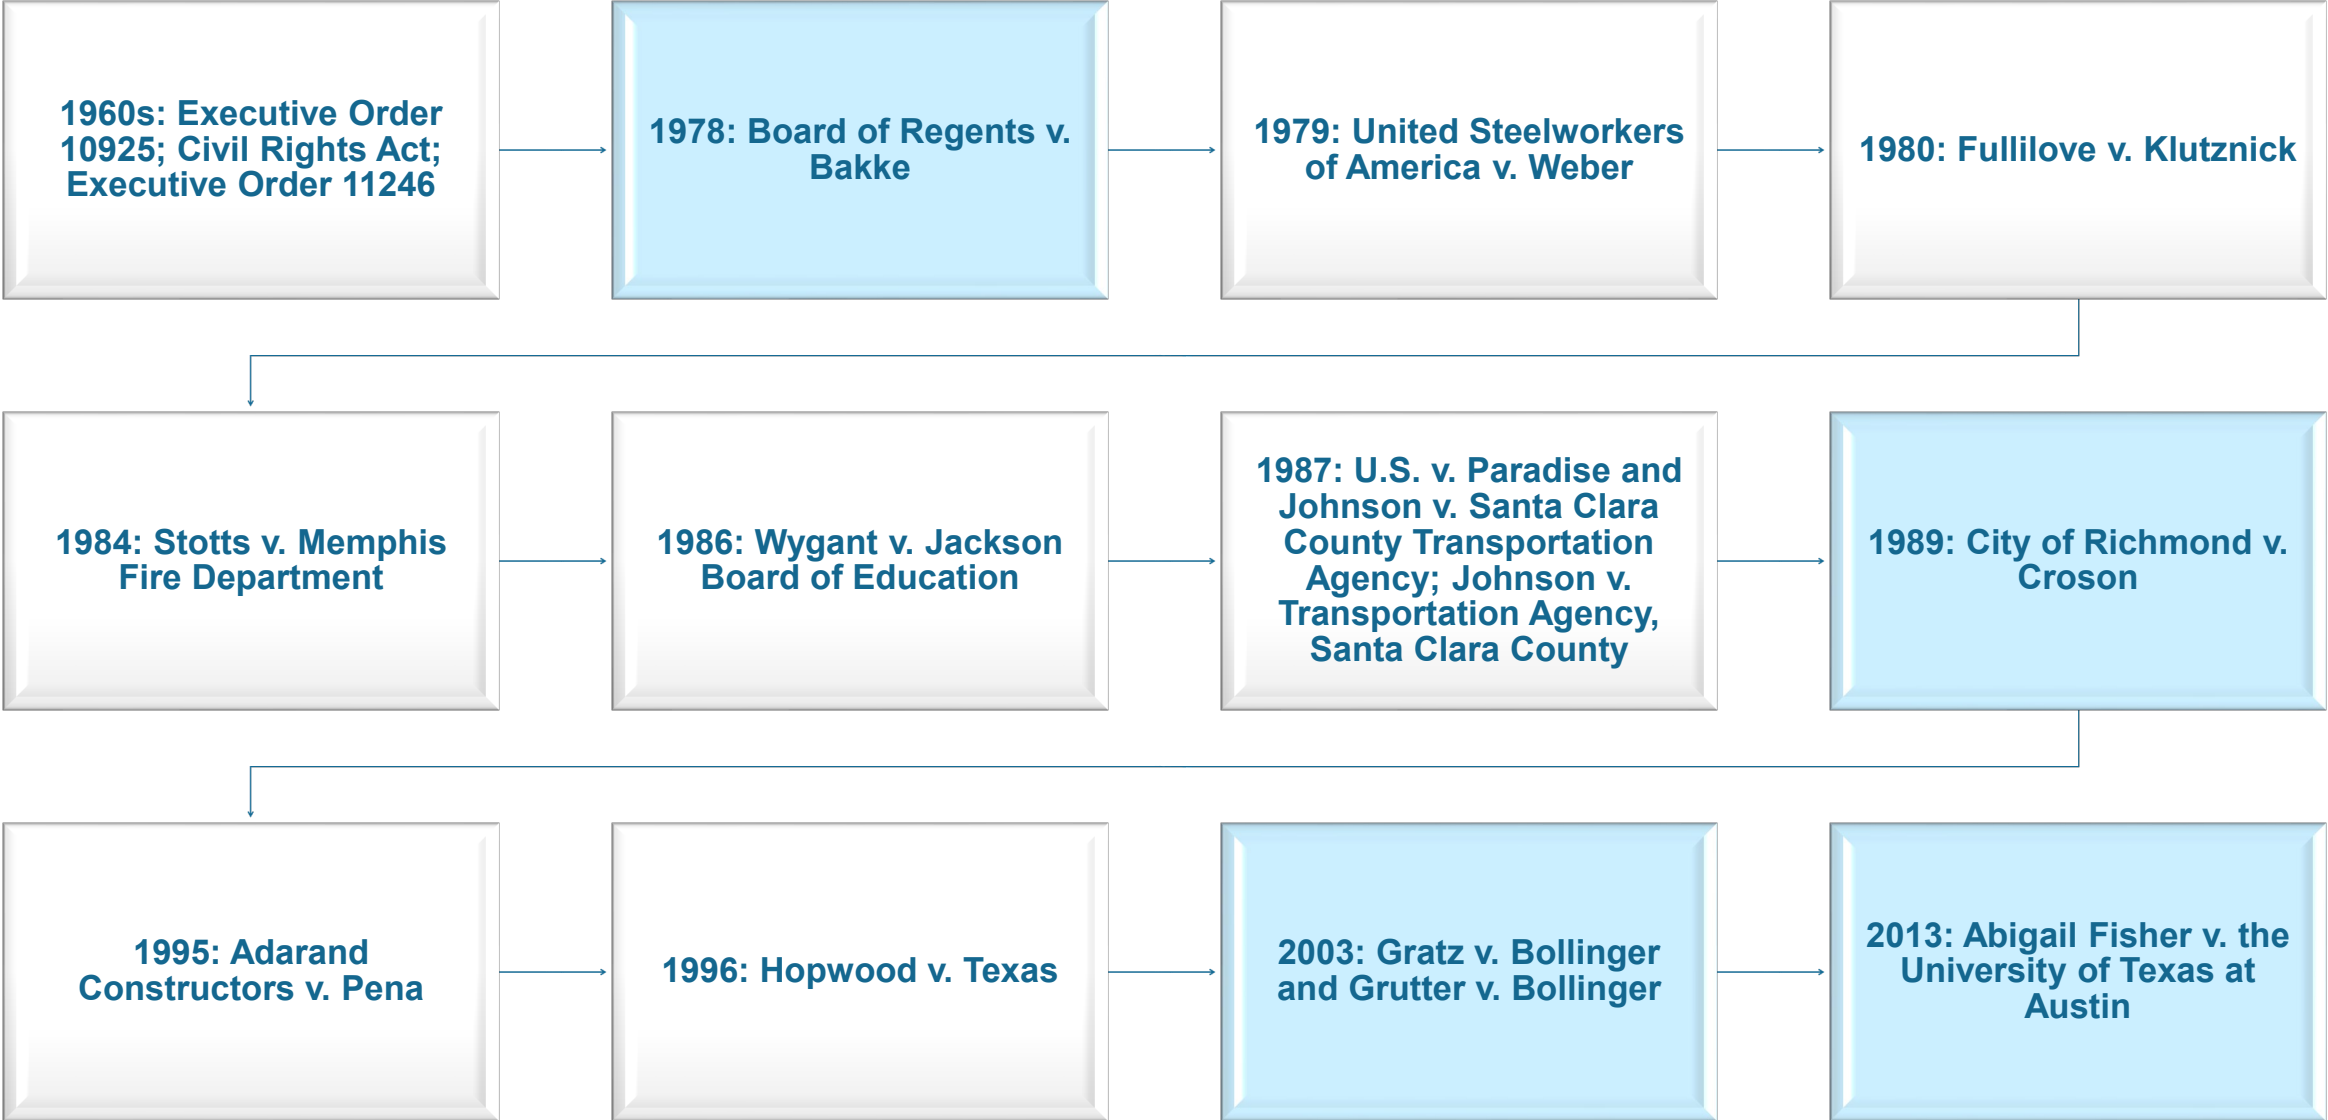 1960s: Executive Order
10925; Civil Rights Act;
Executive Order 11246
1978: Board of Regents v.
Bakke
1979: United Steelworkers
of America v. Weber
1980: Fullilove v. Klutznick
1984: Stotts v. Memphis
Fire Department
1986: Wygant v. Jackson
Board of Education
1987: U.S. v. Paradise and
Johnson v. Santa Clara
County Transportation
Agency; Johnson v.
Transportation Agency,
Santa Clara County
1989: City of Richmond v.
Croson
1995: Adarand
Constructors v. Pena
1996: Hopwood v. Texas
2003: Gratz v. Bollinger
and Grutter v. Bollinger
2013: Abigail Fisher v. the
University of Texas at
Austin